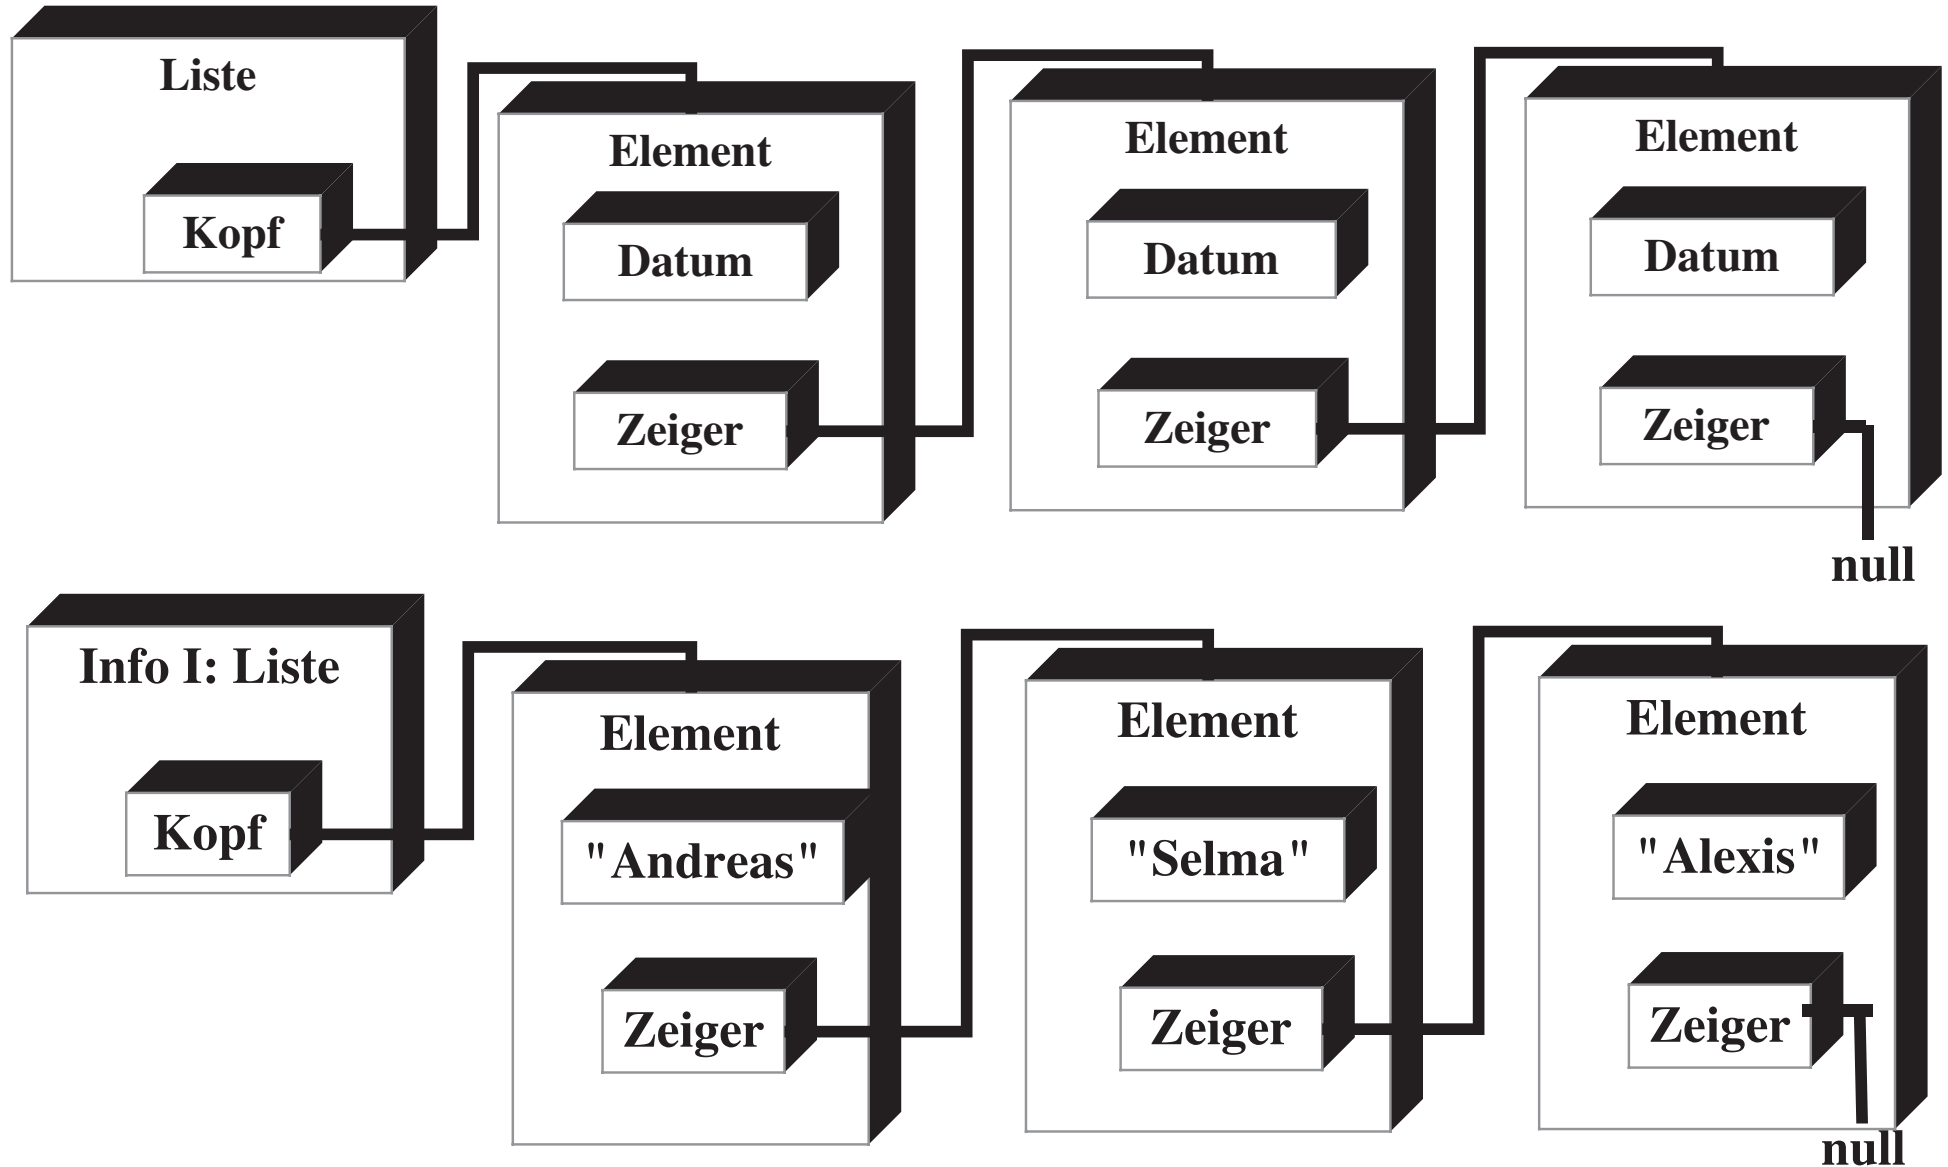 Liste
Kopf
Element
Datum
Zeiger
Element
Datum
Zeiger
Element
Datum
Zeiger
null
Info I: Liste
Kopf
Element
"Andreas"
Zeiger
Element
"Selma"
Zeiger
Element
"Alexis"
Zeiger
null